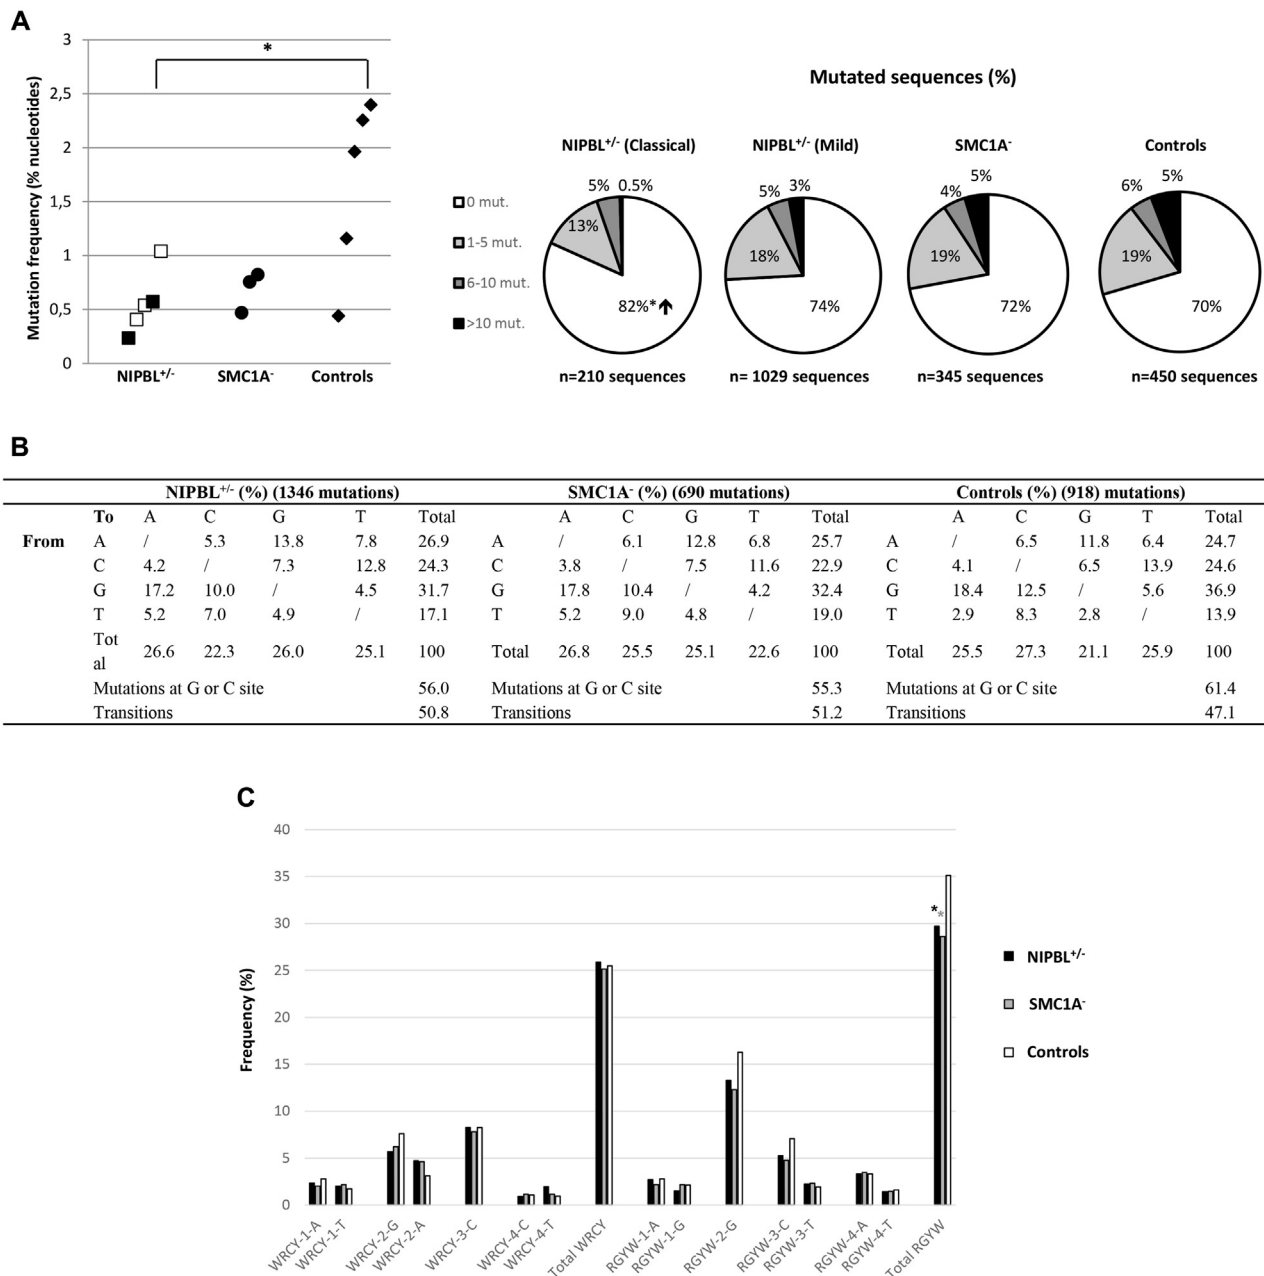 A
3
2,5
2
1,5
1
0,5
0
Mutation frequency (% nucleotides)
*
NIPBL+/- SMC1A- Controls
Mutated sequences (%)
0 mut.
1-5 mut.
6-10 mut.
>10 mut.
NIPBL+/- (Classical)
5% 0.5%
13%
82%*
n=210 sequences
NIPBL+/- (Mild)
5% 3%
18%
74%
n= 1029 sequences
SMC1A-
5%
4%
19%
72%
n=345 sequences
Controls
6% 5%
19%
70%
n=450 sequences
B
NIPBL+/- (%) (1346 mutations) SMC1A- (%) (690 mutations) Controls (%) (918) mutations)
To A C G T Total A C G T Total A C G T Total
From A / 5.3 13.8 7.8 26.9 A / 6.1 12.8 6.8 25.7 A / 6.5 11.8 6.4 24.7
C 4.2 / 7.3 12.8 24.3 C 3.8 / 7.5 11.6 22.9 C 4.1 / 6.5 13.9 24.6
G 17.2 10.0 / 4.5 31.7 G 17.8 10.4 / 4.2 32.4 G 18.4 12.5 / 5.6 36.9
T 5.2 7.0 4.9 / 17.1 T 5.2 9.0 4.8 / 19.0 T 2.9 8.3 2.8 / 13.9
Tot
al 26.6 22.3 26.0 25.1 100 Total 26.8 25.5 25.1 22.6 100 Total 25.5 27.3 21.1 25.9 100
Mutations at G or C site 56.0 Mutations at G or C site 55.3 Mutations at G or C site 61.4
Transitions 50.8 Transitions 51.2 Transitions 47.1
C
40
35
30
25
20
15
10
5
0
Frequency (%)
* *
WRCY-1-A
WRCY-1-T
WRCY-2-G
WRCY-2-A
WRCY-3-C
WRCY-4-C
WRCY-4-T
Total WRCY
RGYW-1-A
RGYW-1-G
RGYW-2-G
RGYW-3-C
RGYW-3-T
RGYW-4-A
RGYW-4-T
Total RGYW
NIPBL+/-
SMC1A-
Controls